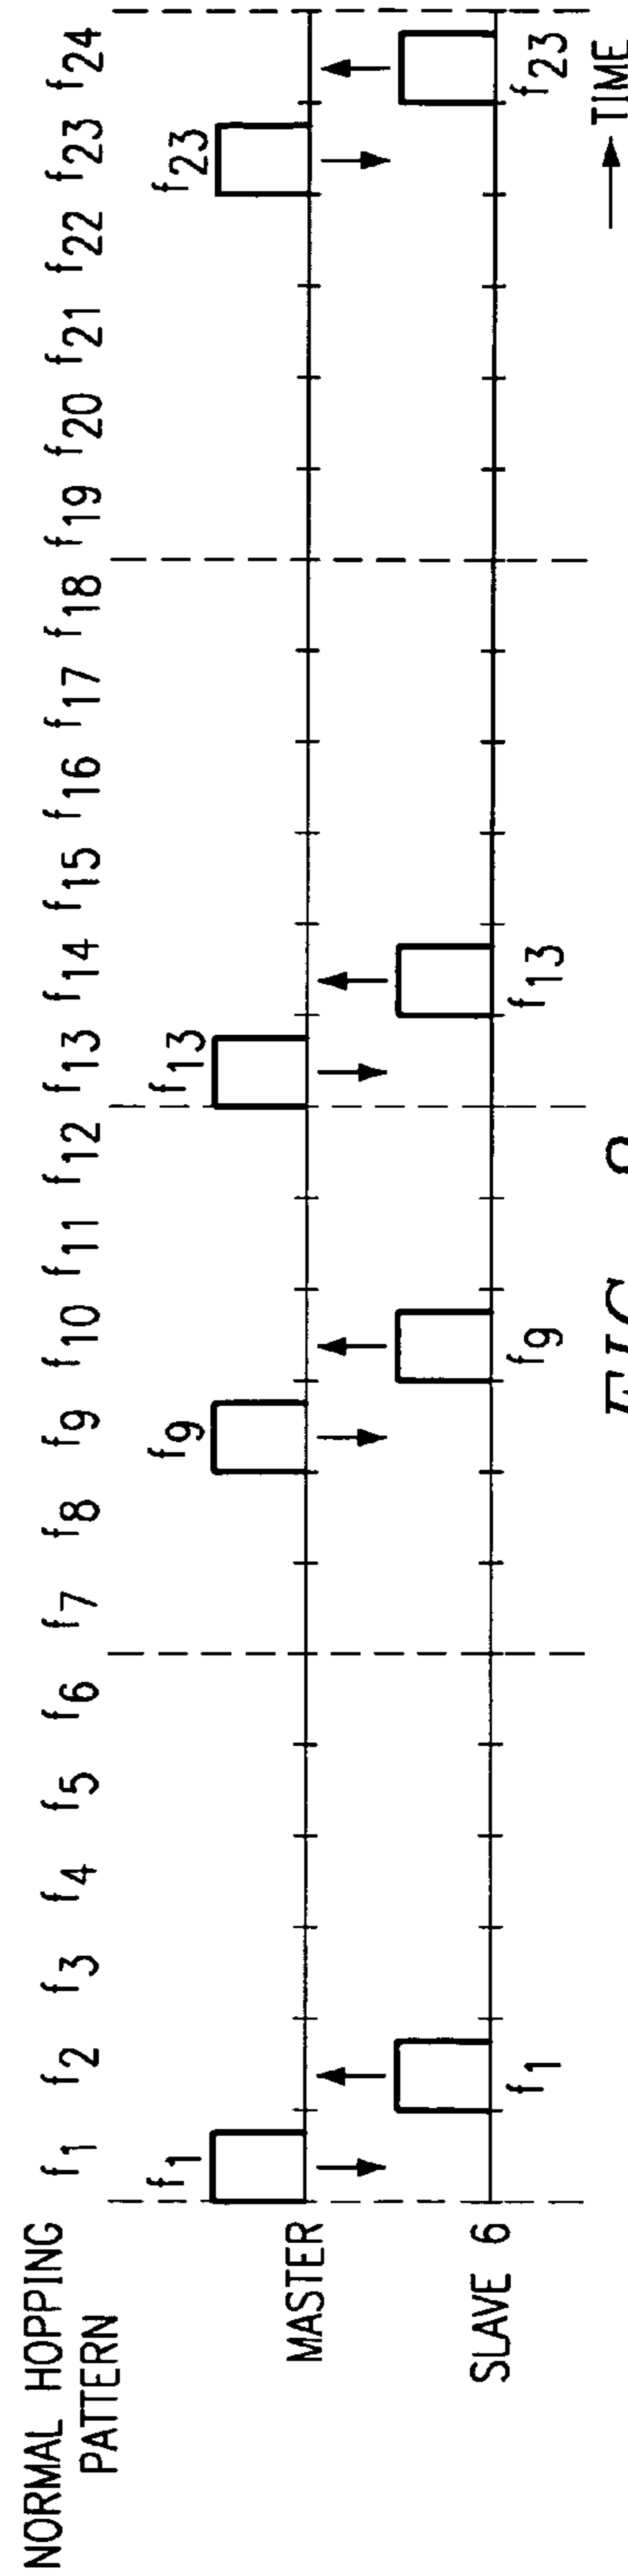 NORMAL HOPPING
PATTERN
f1 f2 f3 f4 f5 f6 f7 f8 f9 f10 f11 f12 f13 f14 f15 f16 f17 f18 f19 f20 f21 f22 f23 f24
f1 f9 f13 f23
MASTER
SLAVE 6
f1 f9 f13 f23
TIME